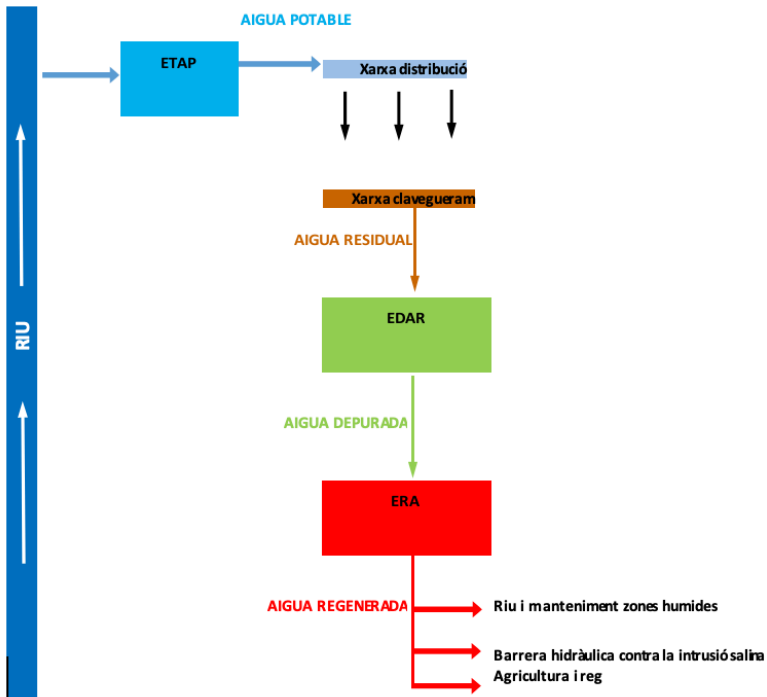 AIGUA POTABLE
ETAP
Xarxa distribució
Xarxa clavegueram
AIGUA RESIDUAL
EDAR
RIU
AIGUA DEPURADA
ERA
AIGUA REGENERADA
Riu i manteniment zones humides
Barrera hidràulica contra la intrusió salina
Agricultura i reg